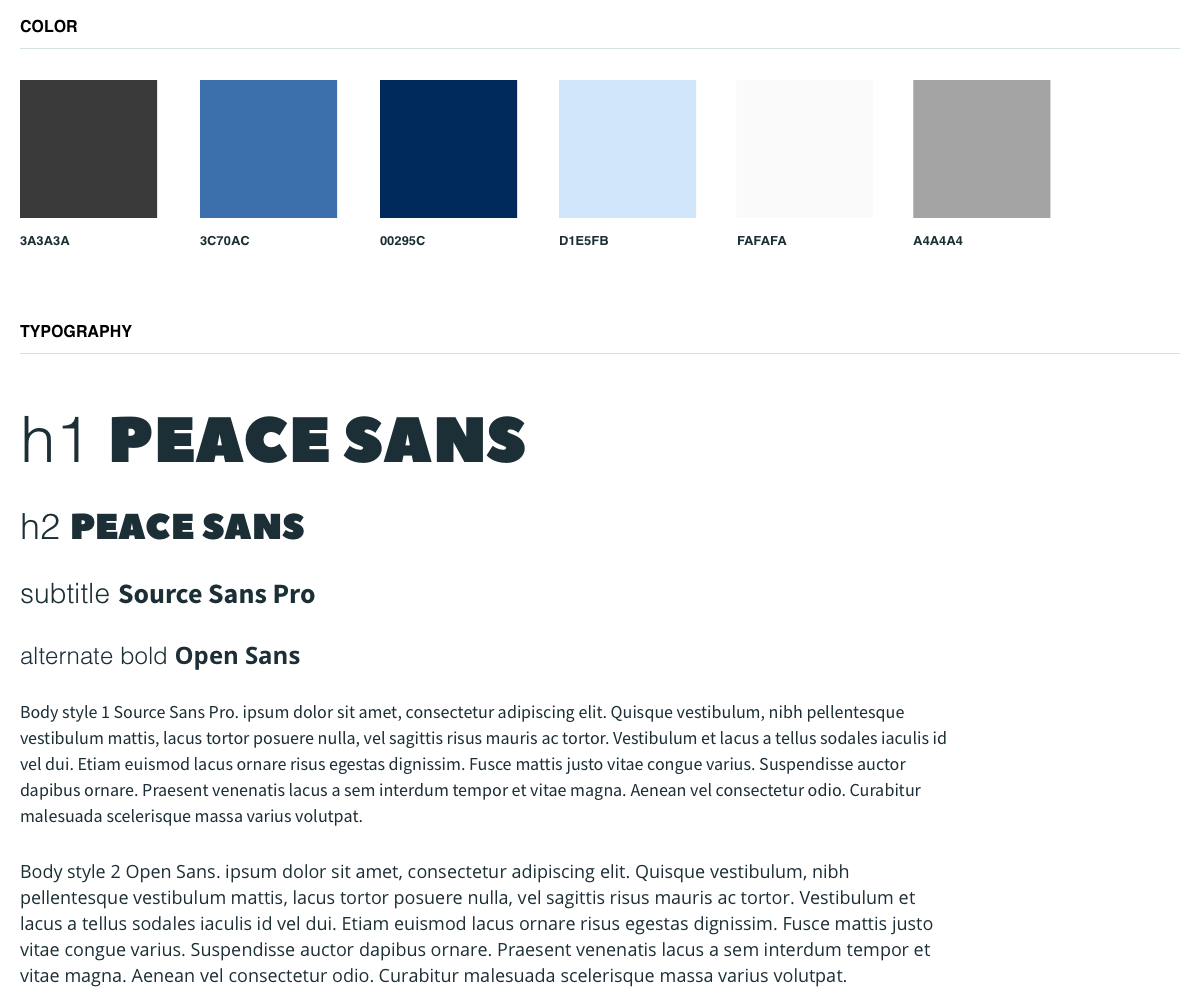 COLOR
3A3A3A 3C70AC 00295C D1E5FB FAFAFA A4A4A4
TYPOGRAPHY
h1 PEACE SANS
h2 PEACE SANS
subtitle Source Sans Pro
alternate bold Open Sans
Body style 1 Source Sans Pro. ipsum dolor sit amet, consectetur adipiscing elit. Quisque vestibulum, nibh pellentesque
vestibulum mattis, lacus tortor posuere nulla, vel sagittis risus mauris ac tortor. Vestibulum et lacus a tellus sodales iaculis id
vel dui. Etiam euismod lacus ornare risus egestas dignissim. Fusce mattis justo vitae congue varius. Suspendisse auctor
dapibus ornare. Praesent venenatis lacus a sem interdum tempor et vitae magna. Aenean vel consectetur odio. Curabitur
malesuada scelerisque massa varius volutpat.
Body style 2 Open Sans. ipsum dolor sit amet, consectetur adipiscing elit. Quisque vestibulum, nibh
pellentesque vestibulum mattis, lacus tortor posuere nulla, vel sagittis risus mauris ac tortor. Vestibulum et
lacus a tellus sodales iaculis id vel dui. Etiam euismod lacus ornare risus egestas dignissim. Fusce mattis justo
vitae congue varius. Suspendisse auctor dapibus ornare. Praesent venenatis lacus a sem interdum tempor et
vitae magna. Aenean vel consectetur odio. Curabitur malesuada scelerisque massa varius volutpat.